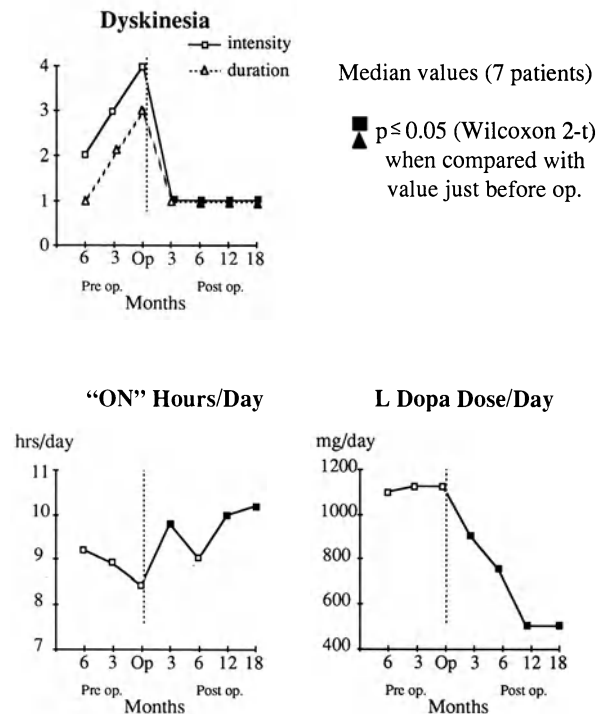 Dyskinesia
intensity
duration
4
3
2
1
0
6 3 Op 3 6 12 18
Pre op. Post op.
Months
Median values (7 patients)
p≤0.05 (Wilcoxon 2-t)
when compared with
value just before op.
“ON” Hours/Day
hrs/day
11
10
9
8
7
6 3 Op 3 6 12 18
Pre op. Post op.
Months
L Dopa Dose/Day
mg/day
1200
1000
800
600
400
6 3 Op 3 6 12 18
Pre op. Post op.
Months